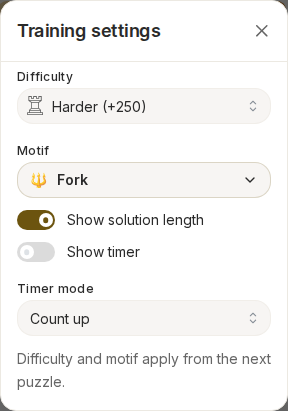 Training settings
Difficulty
Harder (+250)
Motif
Fork
Show solution length
Show timer
Timer mode
Count up
Difficulty and motif apply from the next
puzzle.